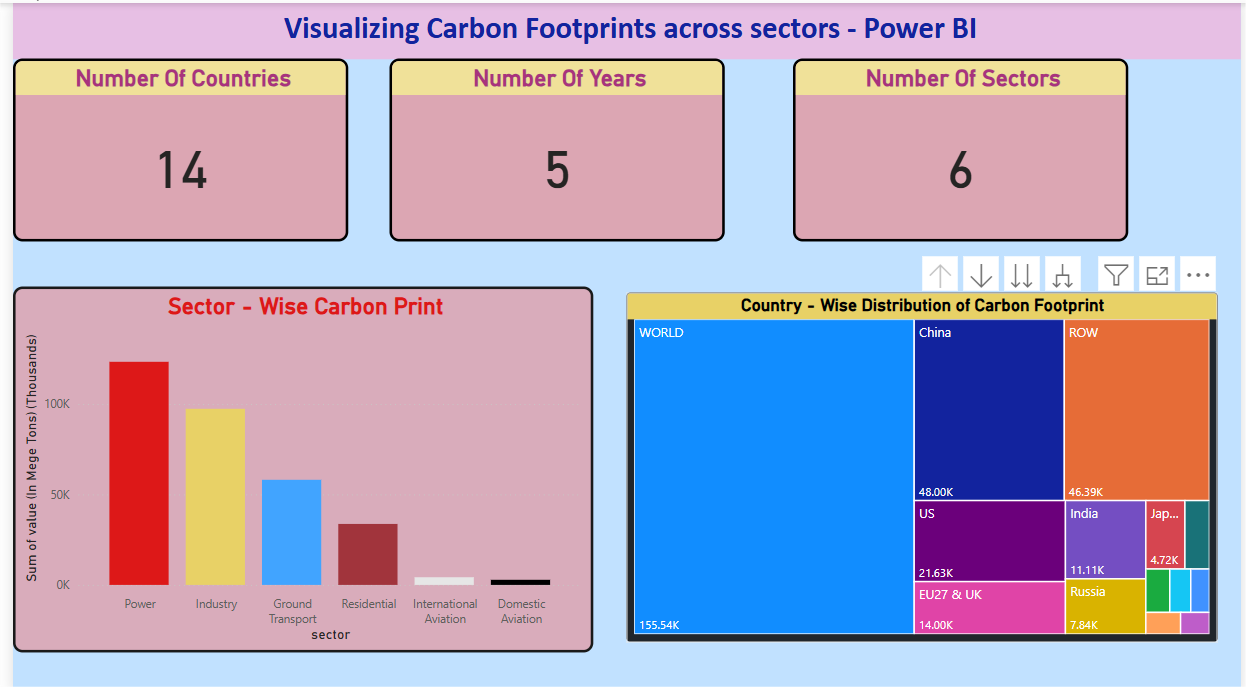 Visualizing Carbon Footprints across sectors - Power BI
Number Of Countries
14
Number Of Years
5
Number Of Sectors
6
Sector - Wise Carbon Print
Sum of value (In Mege Tons) (Thousands)
100K
50K
0K
Power
Industry
Ground
Transport
Residential
International
Aviation
Domestic
Aviation
sector
Country - Wise Distribution of Carbon Footprint
WORLD
155.54K
China
48.00K
ROW
46.39K
US
21.63K
EU27 & UK
14.00K
India
11.11K
Russia
7.84K
Jap...
4.72K